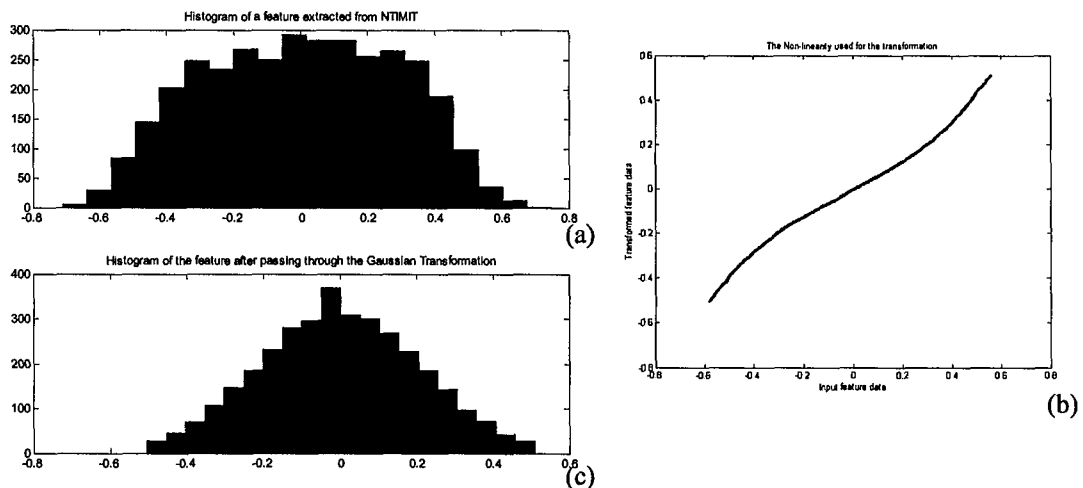 Histogram of a feature extracted from NTIMIT
300
250
200
150
100
50
0
-0.8 -0.6 -0.4 -0.2 0 0.2 0.4 0.6 0.8
(a)
Histogram of the feature after passing through the Gaussian Transformation
400
300
200
100
0
-0.8 -0.6 -0.4 -0.2 0 0.2 0.4 0.6 0.8
(c)
The Non-linearity used for the transformation
0.6
0.4
0.2
0
-0.2
-0.4
-0.6
-0.8
Transformed feature data
-0.8 -0.6 -0.4 -0.2 0 0.2 0.4 0.6 0.8
Input feature data
(b)